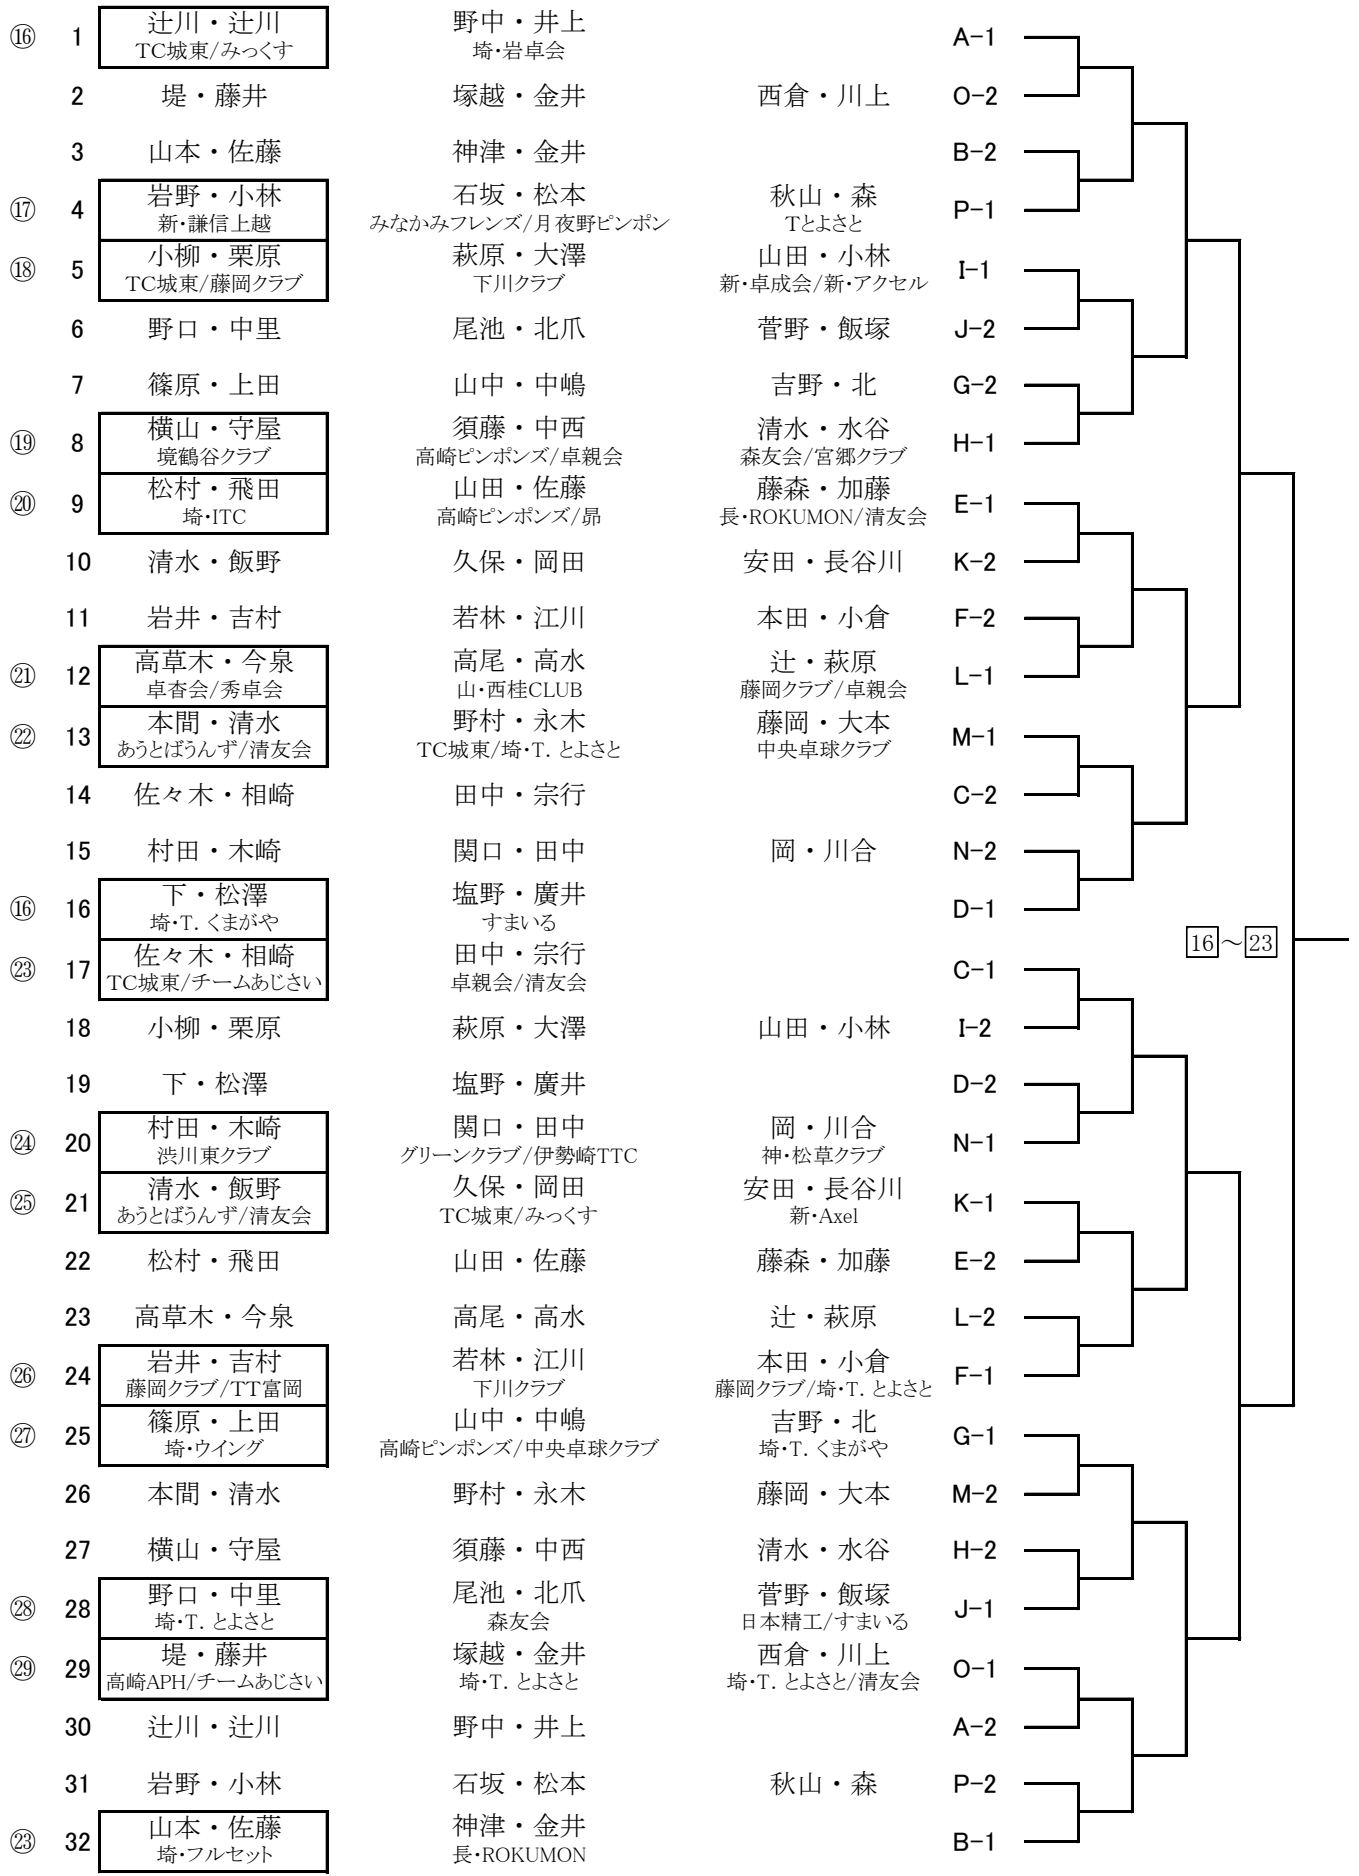 ⑯ 1 辻川・辻川 野中・井上 A-1
TC城東/みっくす 埼・岩卓会
2 堤・藤井 塚越・金井 西倉・川上 O-2
3 山本・佐藤 神津・金井 B-2
⑰ 4 岩野・小林 石坂・松本 秋山・森 P-1
新・謙信上越 みなかみフレンズ/月夜野ピンポン Tとよさと
⑱ 5 小柳・栗原 萩原・大澤 山田・小林 I-1
TC城東/藤岡クラブ 下川クラブ 新・卓成会/新・アクセル
6 野口・中里 尾池・北爪 菅野・飯塚 J-2
7 篠原・上田 山中・中嶋 吉野・北 G-2
⑲ 8 横山・守屋 須藤・中西 清水・水谷 H-1
境鶴谷クラブ 高崎ピンポンズ/卓親会 森友会/宮郷クラブ
⑳ 9 松村・飛田 山田・佐藤 藤森・加藤 E-1
埼・ITC 高崎ピンポンズ/昴 長・ROKUMON/清友会
10 清水・飯野 久保・岡田 安田・長谷川 K-2
11 岩井・吉村 若林・江川 本田・小倉 F-2
㉑ 12 高草木・今泉 高尾・高水 辻・萩原 L-1
卓杳会/秀卓会 山・西桂CLUB 藤岡クラブ/卓親会
㉒ 13 本間・清水 野村・永木 藤岡・大本 M-1
あうとばうんず/清友会 TC城東/埼・T. とよさと 中央卓球クラブ
14 佐々木・相崎 田中・宗行 C-2
15 村田・木崎 関口・田中 岡・川合 N-2
⑯ 16 下・松澤 塩野・廣井 D-1
埼・T. くまがや すまいる
16～23
㉓ 17 佐々木・相崎 田中・宗行 C-1
TC城東/チームあじさい 卓親会/清友会
18 小柳・栗原 萩原・大澤 山田・小林 I-2
19 下・松澤 塩野・廣井 D-2
㉔ 20 村田・木崎 関口・田中 岡・川合 N-1
渋川東クラブ グリーンクラブ/伊勢崎TTC 神・松草クラブ
㉕ 21 清水・飯野 久保・岡田 安田・長谷川 K-1
あうとばうんず/清友会 TC城東/みっくす 新・Axel
22 松村・飛田 山田・佐藤 藤森・加藤 E-2
23 高草木・今泉 高尾・高水 辻・萩原 L-2
㉖ 24 岩井・吉村 若林・江川 本田・小倉 F-1
藤岡クラブ/TT富岡 下川クラブ 藤岡クラブ/埼・T. とよさと
㉗ 25 篠原・上田 山中・中嶋 吉野・北 G-1
埼・ウイング 高崎ピンポンズ/中央卓球クラブ 埼・T. くまがや
26 本間・清水 野村・永木 藤岡・大本 M-2
27 横山・守屋 須藤・中西 清水・水谷 H-2
㉘ 28 野口・中里 尾池・北爪 菅野・飯塚 J-1
埼・T. とよさと 森友会 日本精工/すまいる
㉙ 29 堤・藤井 塚越・金井 西倉・川上 O-1
高崎APH/チームあじさい 埼・T. とよさと 埼・T. とよさと/清友会
30 辻川・辻川 野中・井上 A-2
31 岩野・小林 石坂・松本 秋山・森 P-2
㉓ 32 山本・佐藤 神津・金井 B-1
埼・フルセット 長・ROKUMON